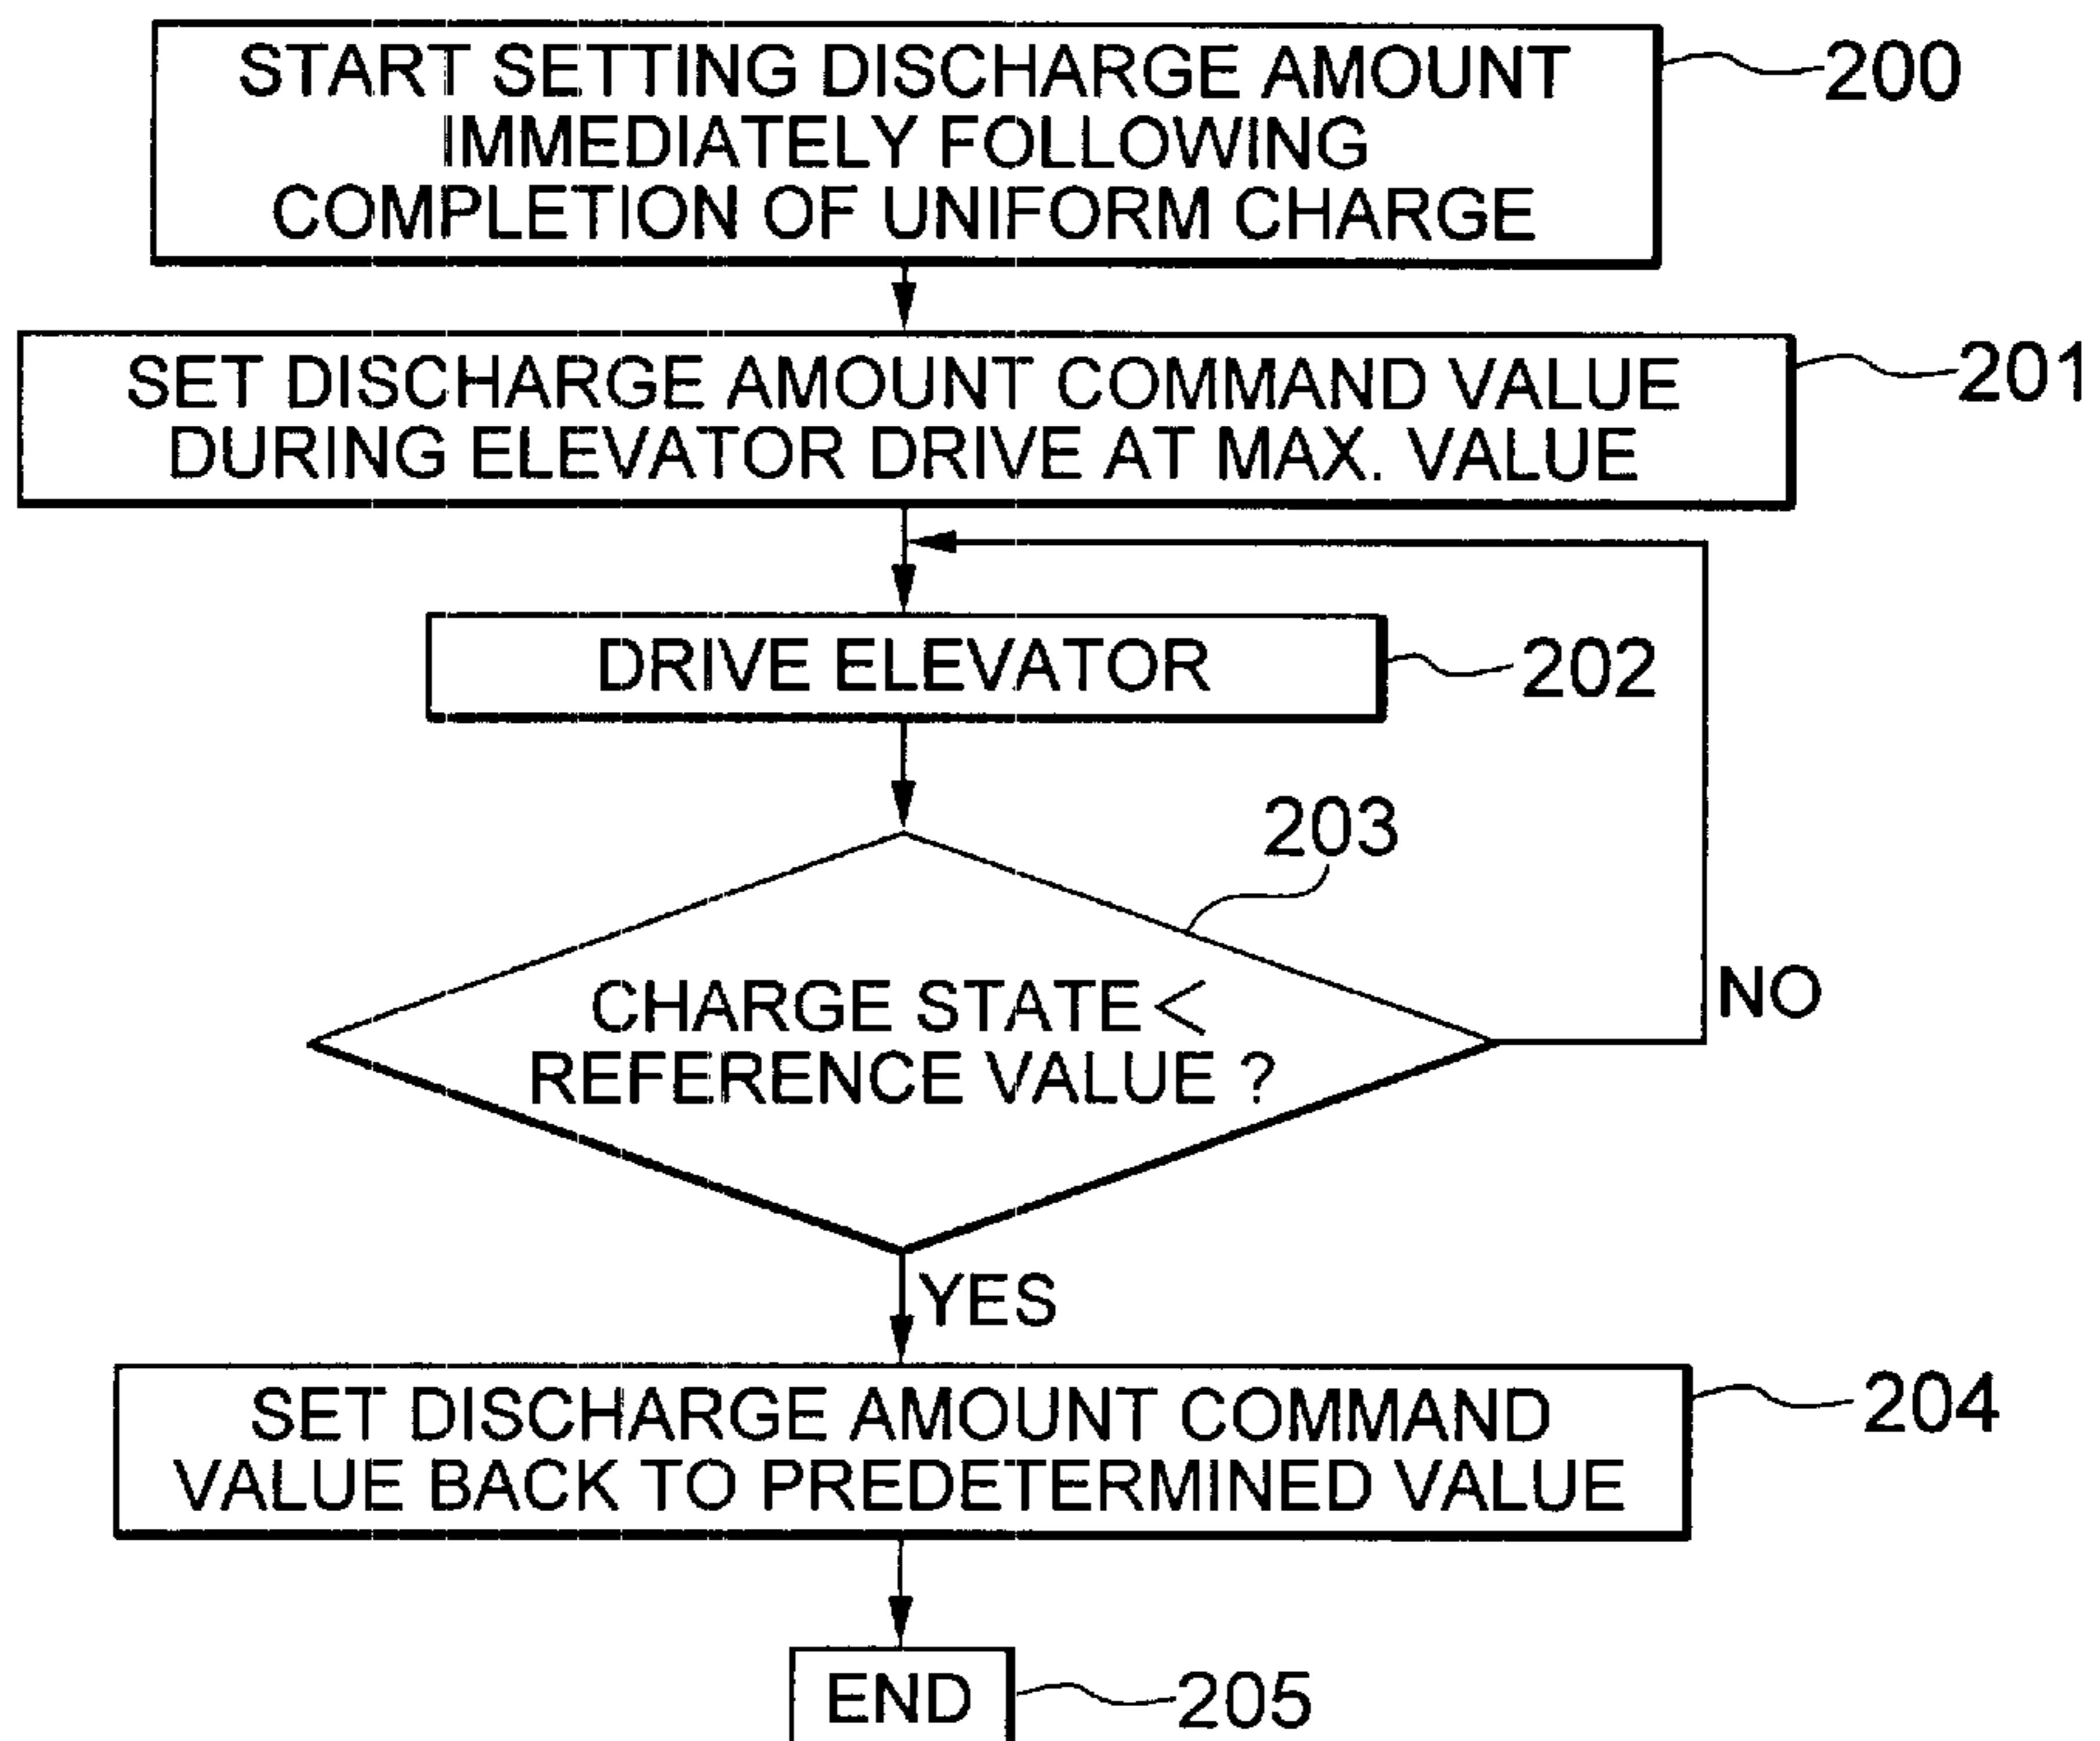 START SETTING DISCHARGE AMOUNT
IMMEDIATELY FOLLOWING
COMPLETION OF UNIFORM CHARGE
200
SET DISCHARGE AMOUNT COMMAND VALUE
DURING ELEVATOR DRIVE AT MAX. VALUE
201
DRIVE ELEVATOR
202
203
CHARGE STATE <
REFERENCE VALUE ?
NO
YES
SET DISCHARGE AMOUNT COMMAND
VALUE BACK TO PREDETERMINED VALUE
204
END
205